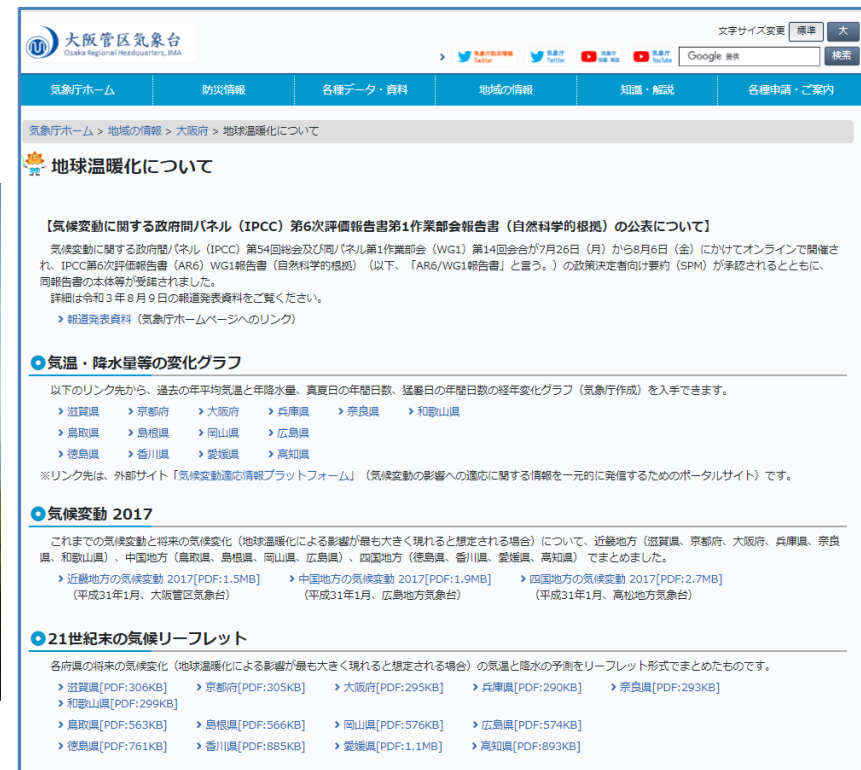 大阪管区気象台
Osaka Regional Headquarters, JMA
文字サイズ変更 標準 大
気象庁防災情報 Twitter 気象庁 Twitter 気象庁 知識・解説 気象庁 YouTube Google 提供 検索
気象庁ホーム 防災情報 各種データ・資料 地域の情報 知識・解説 各種申請・ご案内
気象庁ホーム > 地域の情報 > 大阪府 > 地球温暖化について
地球温暖化について
【気候変動に関する政府間パネル（IPCC）第6次評価報告書第1作業部会報告書（自然科学的根拠）の公表について】
気候変動に関する政府間パネル（IPCC）第54回総会及び同パネル第1作業部会（WG1）第14回会合が7月26日（月）から8月6日（金）にかけてオンラインで開催さ
れ、IPCC第6次評価報告書（AR6）WG1報告書（自然科学的根拠）（以下、「AR6/WG1報告書」と言う。）の政策決定者向け要約（SPM）が承認されるとともに、
同報告書の本体等が受諾されました。
詳細は令和３年８月９日の報道発表資料をご覧ください。
報道発表資料（気象庁ホームページへのリンク）
気温・降水量等の変化グラフ
以下のリンク先から、過去の年平均気温と年降水量、真夏日の年間日数、猛暑日の年間日数の経年変化グラフ（気象庁作成）を入手できます。
滋賀県 京都府 大阪府 兵庫県 奈良県 和歌山県
鳥取県 島根県 岡山県 広島県
徳島県 香川県 愛媛県 高知県
※リンク先は、外部サイト「気候変動適応情報プラットフォーム」（気候変動の影響への適応に関する情報を一元的に発信するためのポータルサイト）です。
気候変動 2017
これまでの気候変動と将来の気候変化（地球温暖化による影響が最も大きく現れると想定される場合）について、近畿地方（滋賀県、京都府、大阪府、兵庫県、奈良
県、和歌山県）、中国地方（鳥取県、島根県、岡山県、広島県）、四国地方（徳島県、香川県、愛媛県、高知県） でまとめました。
近畿地方の気候変動 2017[PDF:1.5MB] 中国地方の気候変動 2017[PDF:1.9MB] 四国地方の気候変動 2017[PDF:2.7MB]
（平成31年1月、大阪管区気象台） （平成31年1月、広島地方気象台） （平成31年1月、高松地方気象台）
21世紀末の気候リーフレット
各府県の将来の気候変化（地球温暖化による影響が最も大きく現れると想定される場合）の気温と降水の予測をリーフレット形式でまとめたものです。
滋賀県[PDF:306KB] 京都府[PDF:305KB] 大阪府[PDF:295KB] 兵庫県[PDF:290KB] 奈良県[PDF:293KB]
和歌山県[PDF:299KB]
鳥取県[PDF:563KB] 島根県[PDF:566KB] 岡山県[PDF:576KB] 広島県[PDF:574KB]
徳島県[PDF:761KB] 香川県[PDF:885KB] 愛媛県[PDF:1.1MB] 高知県[PDF:893KB]